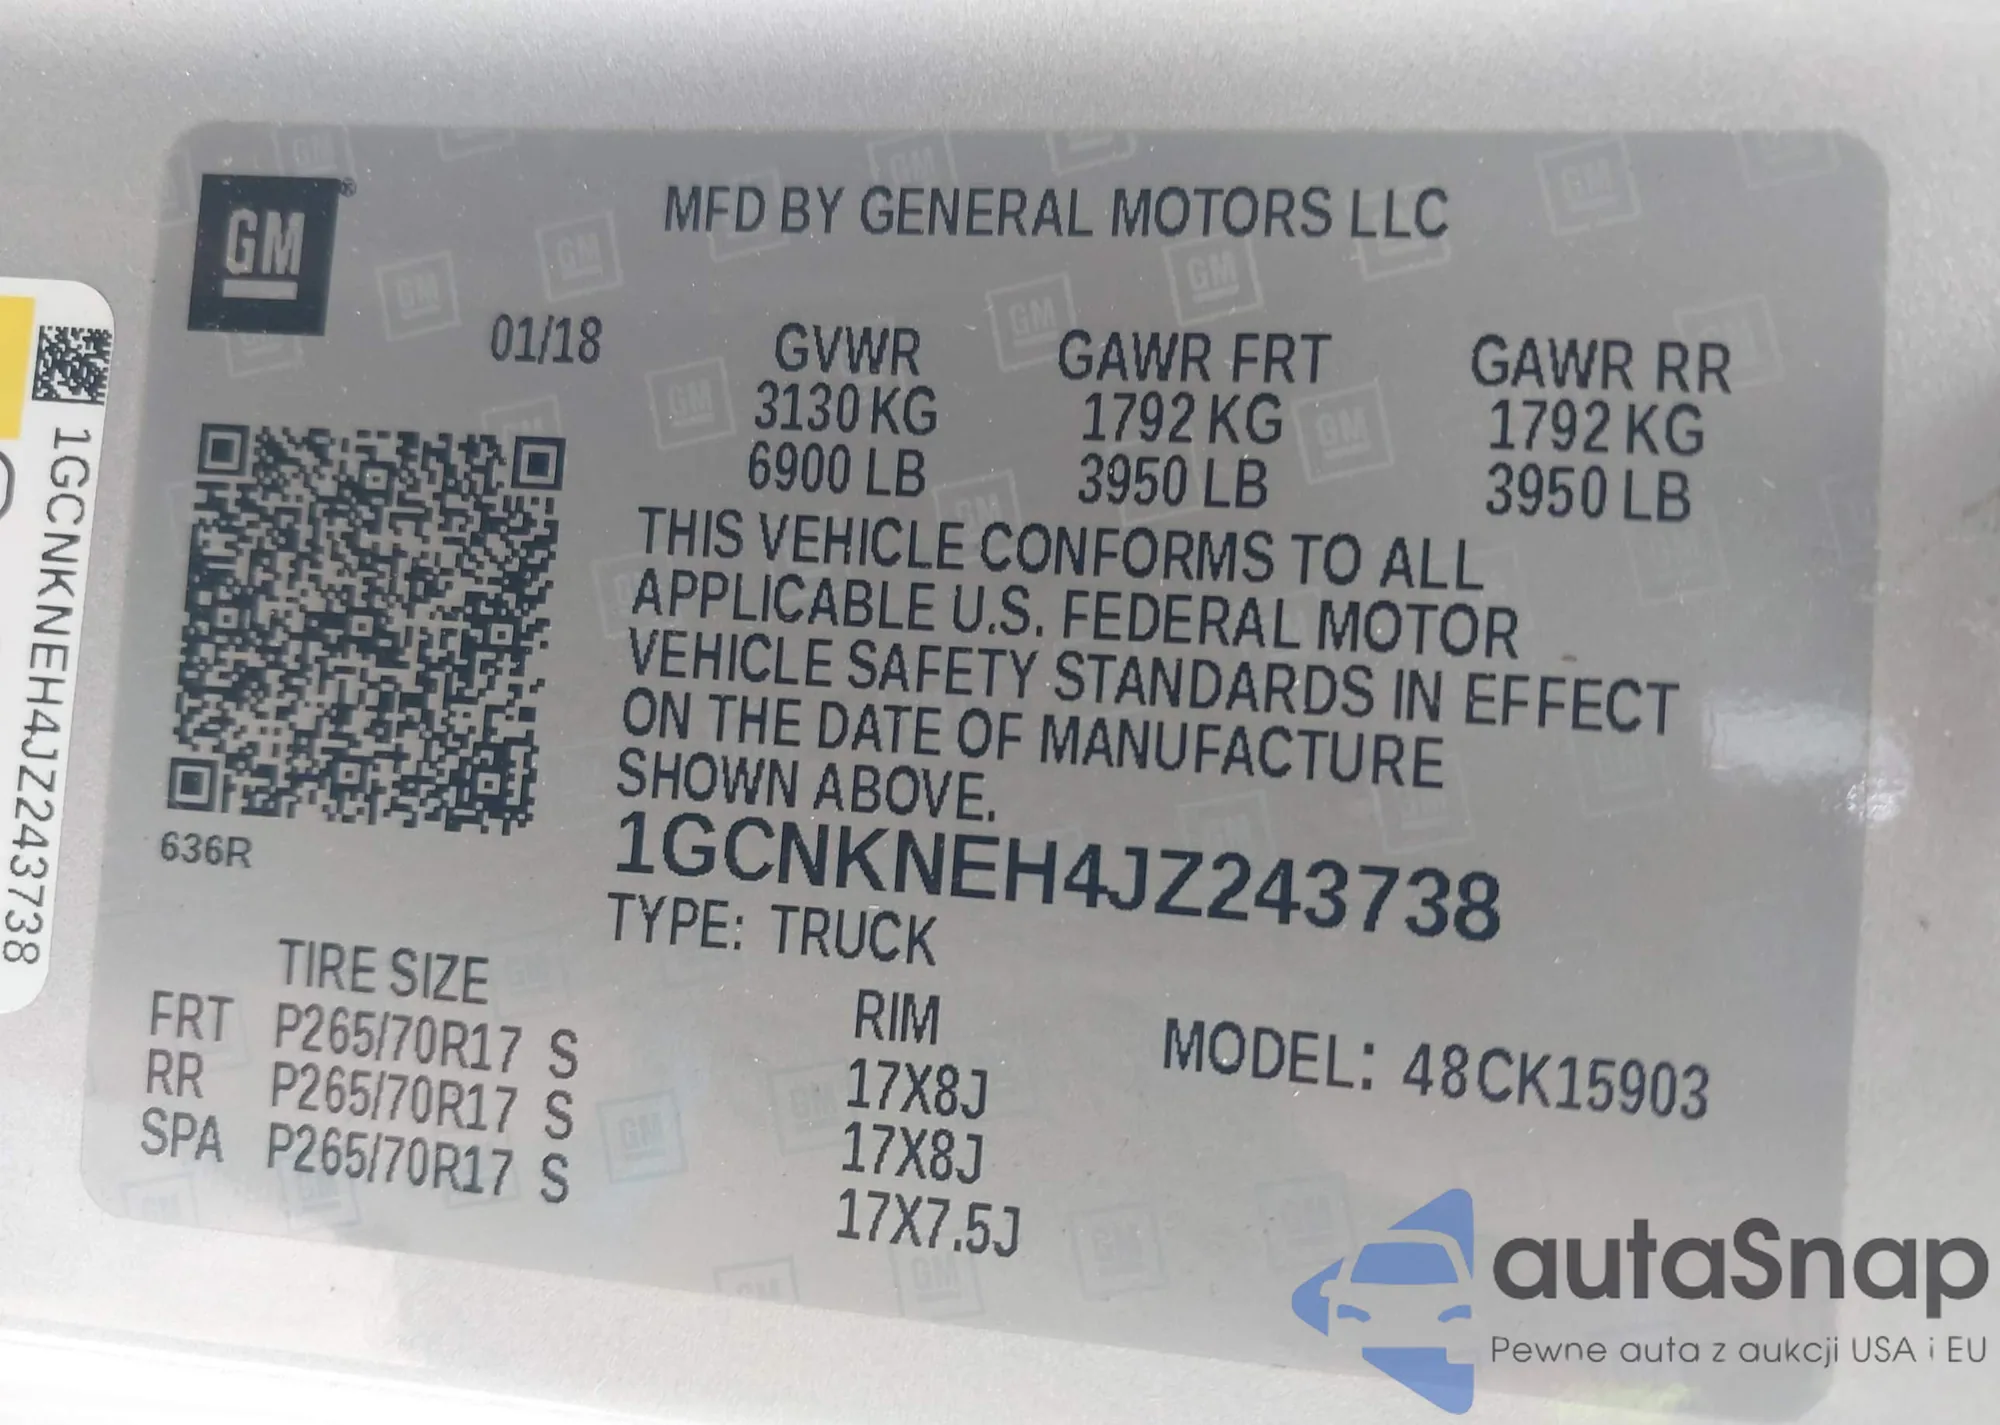 GM®
MFD BY GENERAL MOTORS LLC
01/18
GVWR GAWR FRT GAWR RR
3130 KG 1792 KG 1792 KG
6900 LB 3950 LB 3950 LB
THIS VEHICLE CONFORMS TO ALL
APPLICABLE U.S. FEDERAL MOTOR
VEHICLE SAFETY STANDARDS IN EFFECT
ON THE DATE OF MANUFACTURE
SHOWN ABOVE.
1GCNKNEH4JZ243738
TYPE: TRUCK
636R
TIRE SIZE RIM
FRT P265/70R17 S 17X8J
RR P265/70R17 S 17X8J
SPA P265/70R17 S 17X7.5J
MODEL: 48CK15903
1GCNKNEH4JZ243738
autaSnap
Pewne auta z aukcji USA i EU